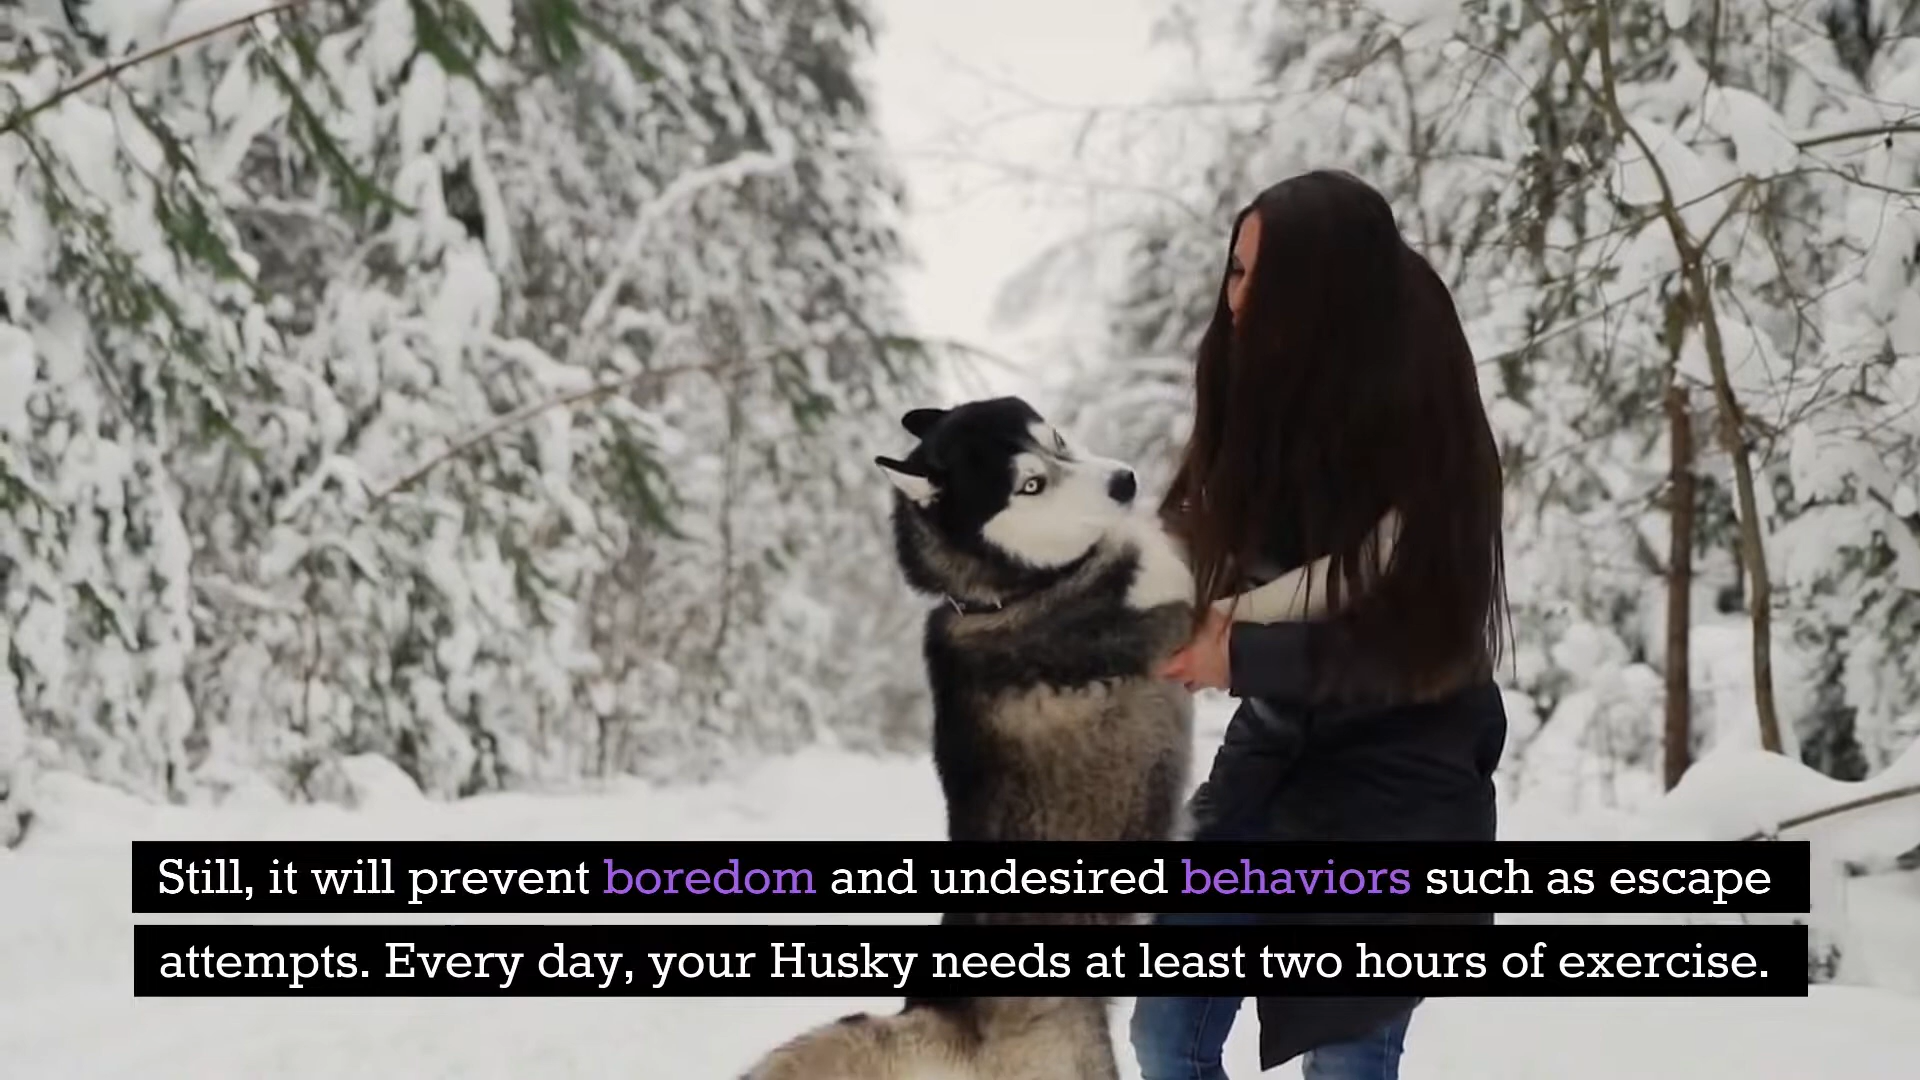 Still, it will prevent boredom and undesired behaviors such as escape
attempts. Every day, your Husky needs at least two hours of exercise.